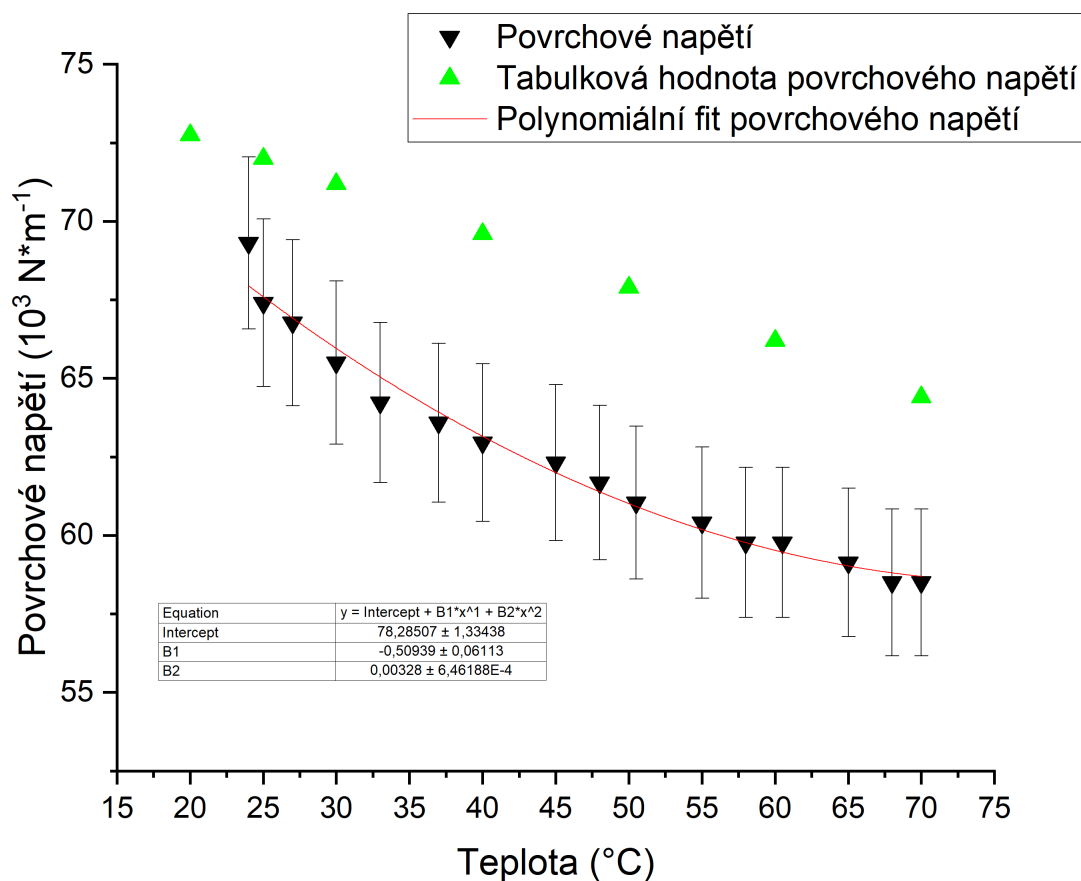 Povrchové napětí
Tabulková hodnota povrchového napětí
Polynomiální fit povrchového napětí
75
70
65
60
55
Povrchové napětí (10³ N*m⁻¹)
Equation y = Intercept + B1*x^1 + B2*x^2
Intercept 78,28507 ± 1,33438
B1 -0,50939 ± 0,06113
B2 0,00328 ± 6,46188E-4
15 20 25 30 35 40 45 50 55 60 65 70 75
Teplota (°C)